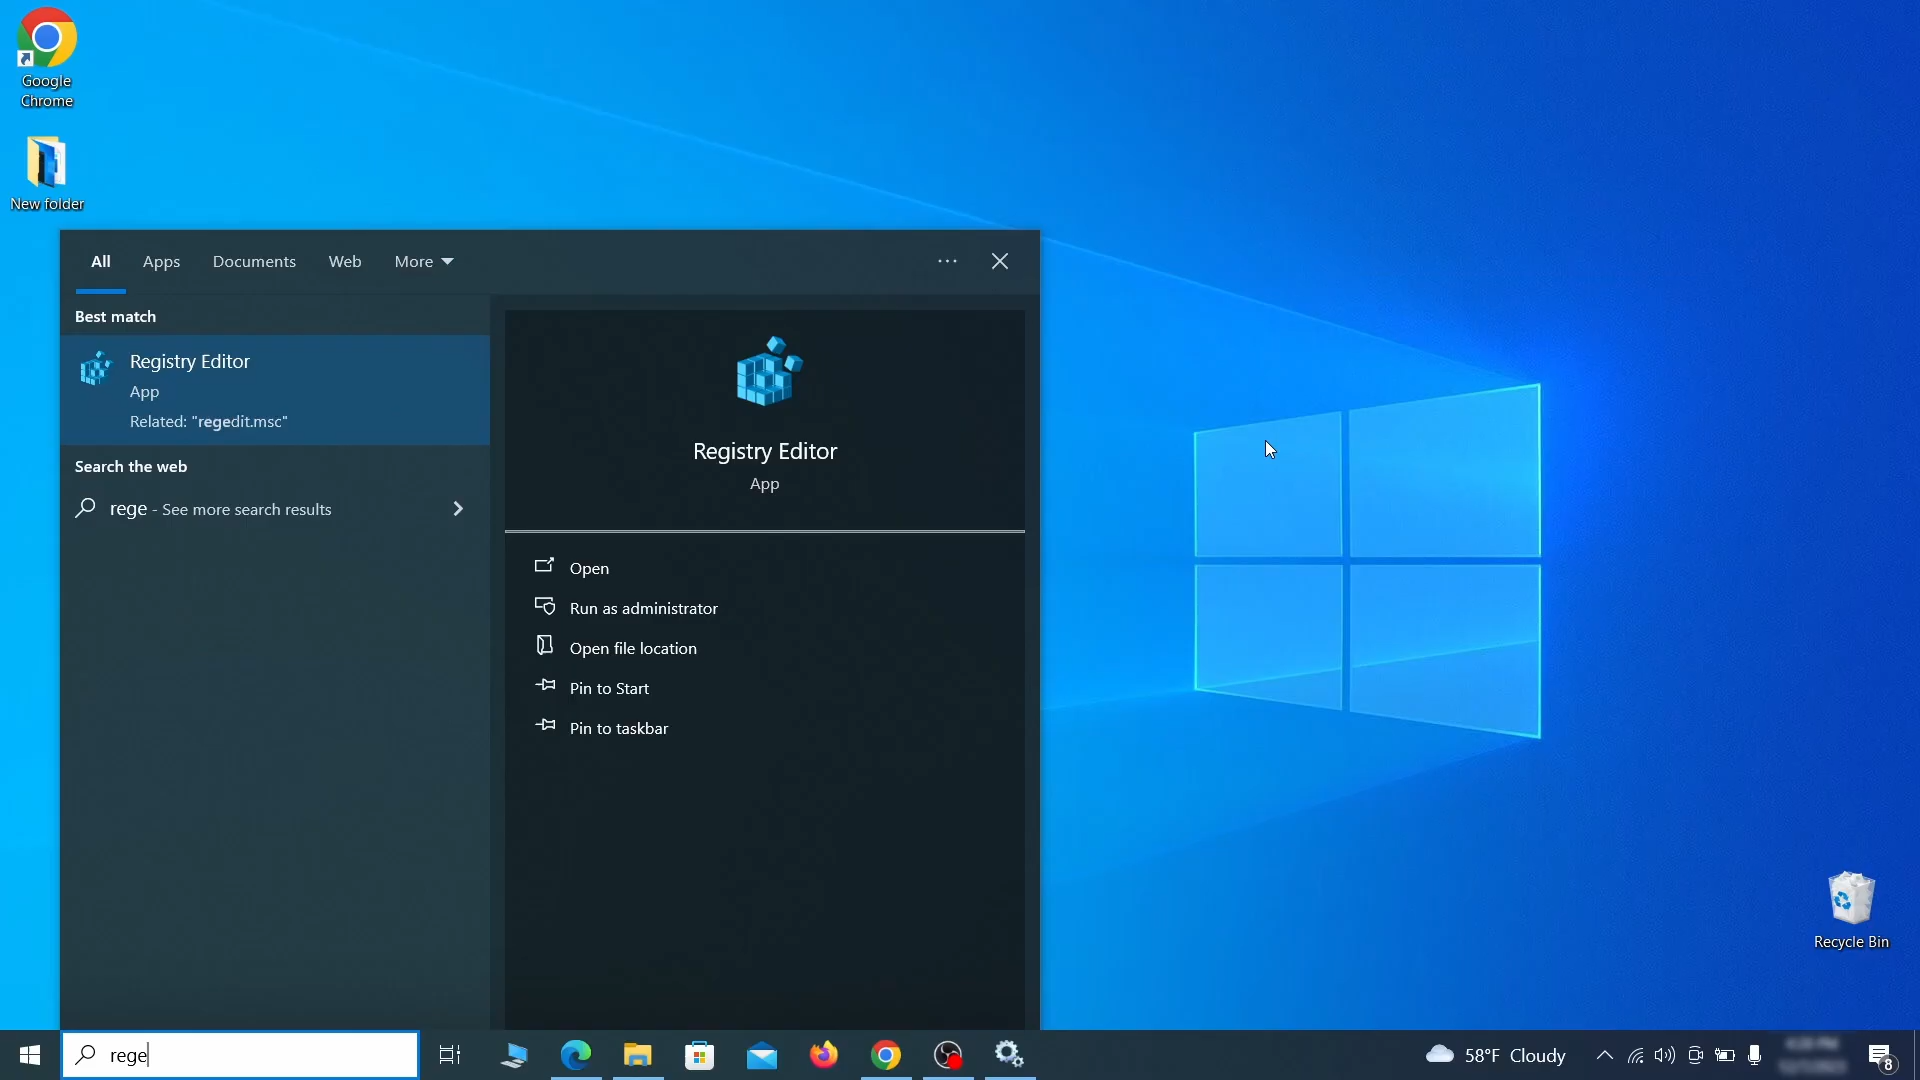 Google
Chrome
New folder
All Apps Documents Web More
Best match
Registry Editor
App
Related: "regedit.msc"
Search the web
rege - See more search results
Registry Editor
App
Open
Run as administrator
Open file location
Pin to Start
Pin to taskbar
Recycle Bin
rege
58°F Cloudy
8